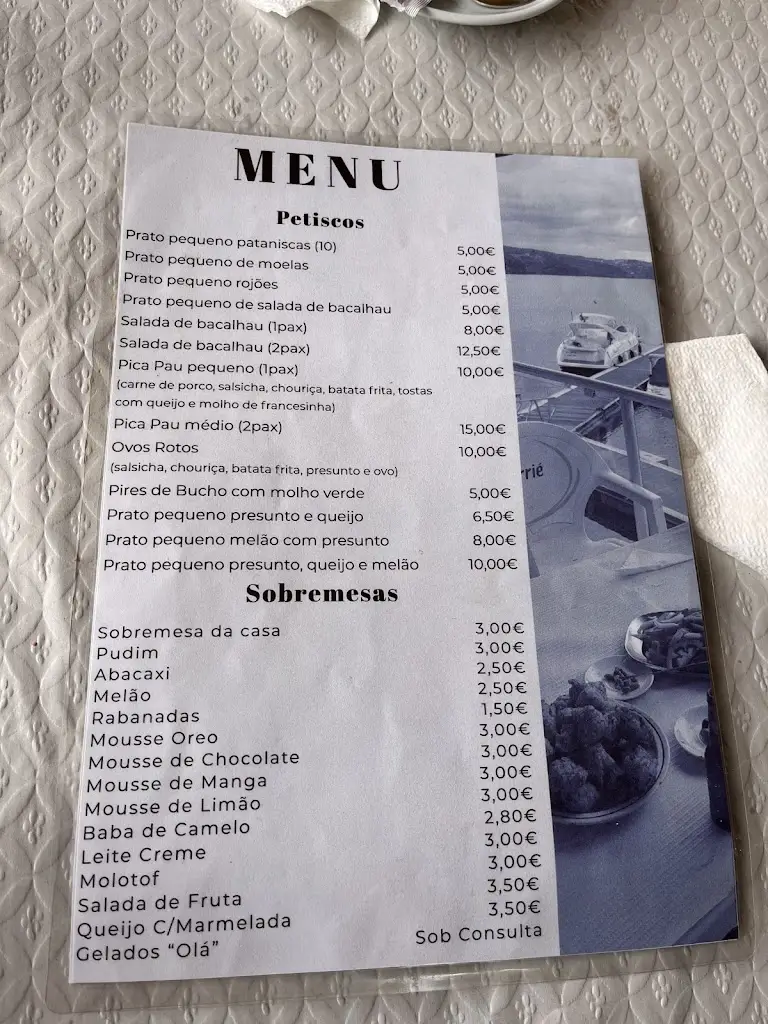 MENU
Petiscos
Prato pequeno pataniscas (10) 5,00€
Prato pequeno de moelas 5,00€
Prato pequeno rojões 5,00€
Prato pequeno de salada de bacalhau 5,00€
Salada de bacalhau (1pax) 8,00€
Salada de bacalhau (2pax) 12,50€
Pica Pau pequeno (1pax) 10,00€
(carne de porco, salsicha, chouriça, batata frita, tostas
com queijo e molho de francesinha)
Pica Pau médio (2pax) 15,00€
Ovos Rotos 10,00€
(salsicha, chouriça, batata frita, presunto e ovo)
Pires de Bucho com molho verde 5,00€
Prato pequeno presunto e queijo 6,50€
Prato pequeno melão com presunto 8,00€
Prato pequeno presunto, queijo e melão 10,00€
Sobremesas
Sobremesa da casa 3,00€
Pudim 3,00€
Abacaxi 2,50€
Melão 2,50€
Rabanadas 1,50€
Mousse Oreo 3,00€
Mousse de Chocolate 3,00€
Mousse de Manga 3,00€
Mousse de Limão 3,00€
Baba de Camelo 2,80€
Leite Creme 3,00€
Molotof 3,00€
Salada de Fruta 3,50€
Queijo C/Marmelada 3,50€
Gelados “Olá” Sob Consulta